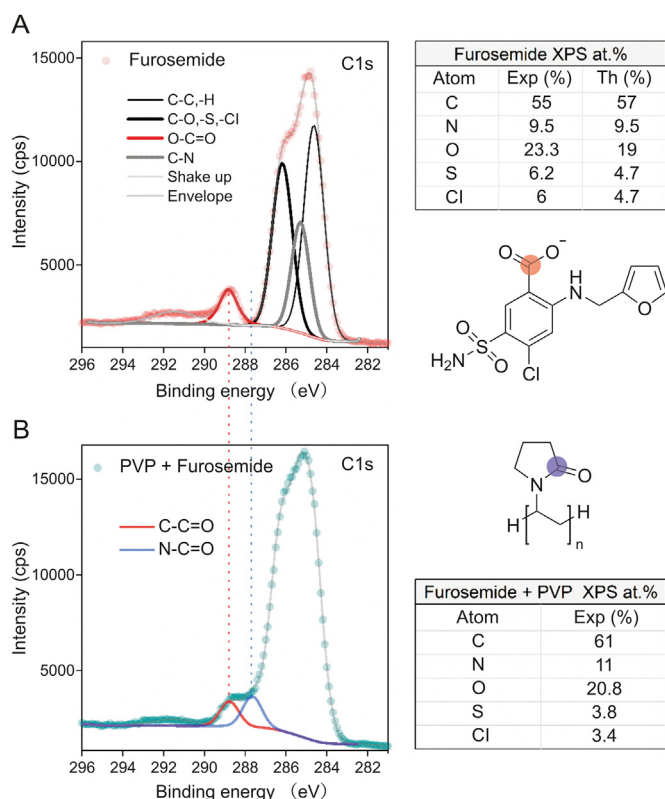 A
15000
10000
5000
Intensity (cps)
Furosemide
C1s
C-C,-H
C-O,-S,-Cl
O-C=O
C-N
Shake up
Envelope
296 294 292 290 288 286 284 282
Binding energy （eV）
Furosemide XPS at.%
Atom Exp (%) Th (%)
C 55 57
N 9.5 9.5
O 23.3 19
S 6.2 4.7
Cl 6 4.7
O O⁻
NH
O
O
S
H₂N O
Cl
B
15000
10000
5000
Intensity (cps)
PVP + Furosemide
C1s
C-C=O
N-C=O
296 294 292 290 288 286 284 282
Binding energy （eV）
N O
H H
n
Furosemide + PVP XPS at.%
Atom Exp (%)
C 61
N 11
O 20.8
S 3.8
Cl 3.4